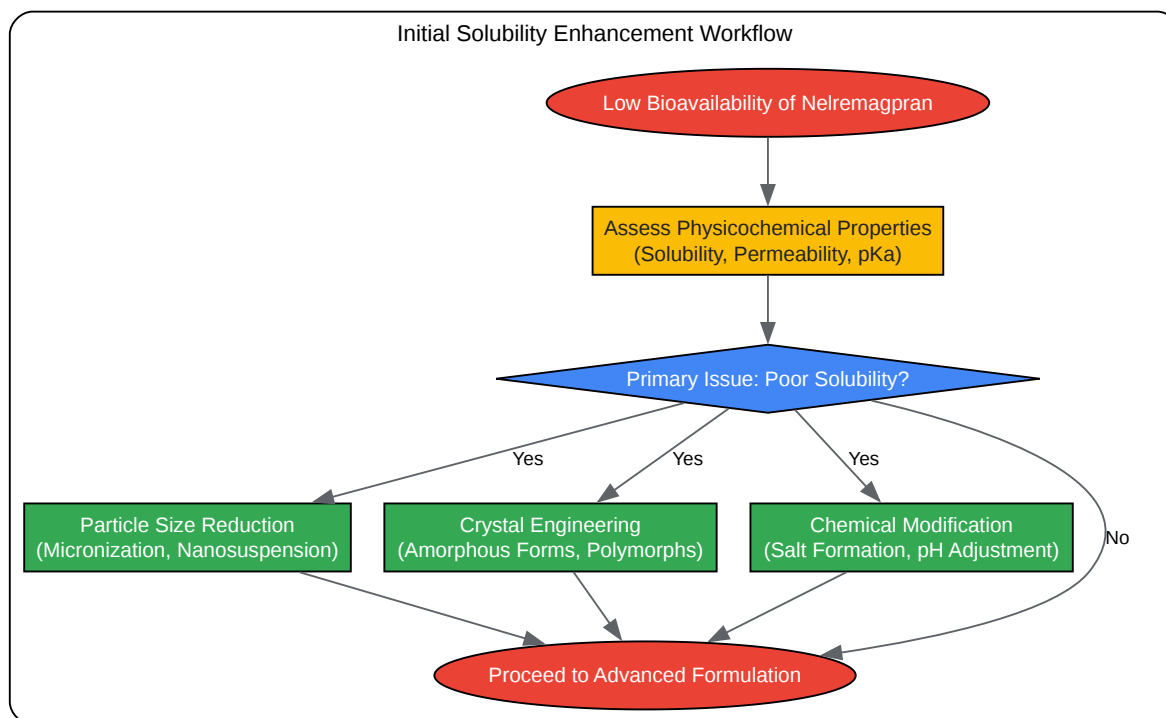 Initial Solubility Enhancement Workflow
Low Bioavailability of Nelremagpran
Assess Physicochemical Properties
(Solubility, Permeability, pKa)
Primary Issue: Poor Solubility?
Yes
Yes
Yes
No
Particle Size Reduction
(Micronization, Nanosuspension)
Crystal Engineering
(Amorphous Forms, Polymorphs)
Chemical Modification
(Salt Formation, pH Adjustment)
Proceed to Advanced Formulation